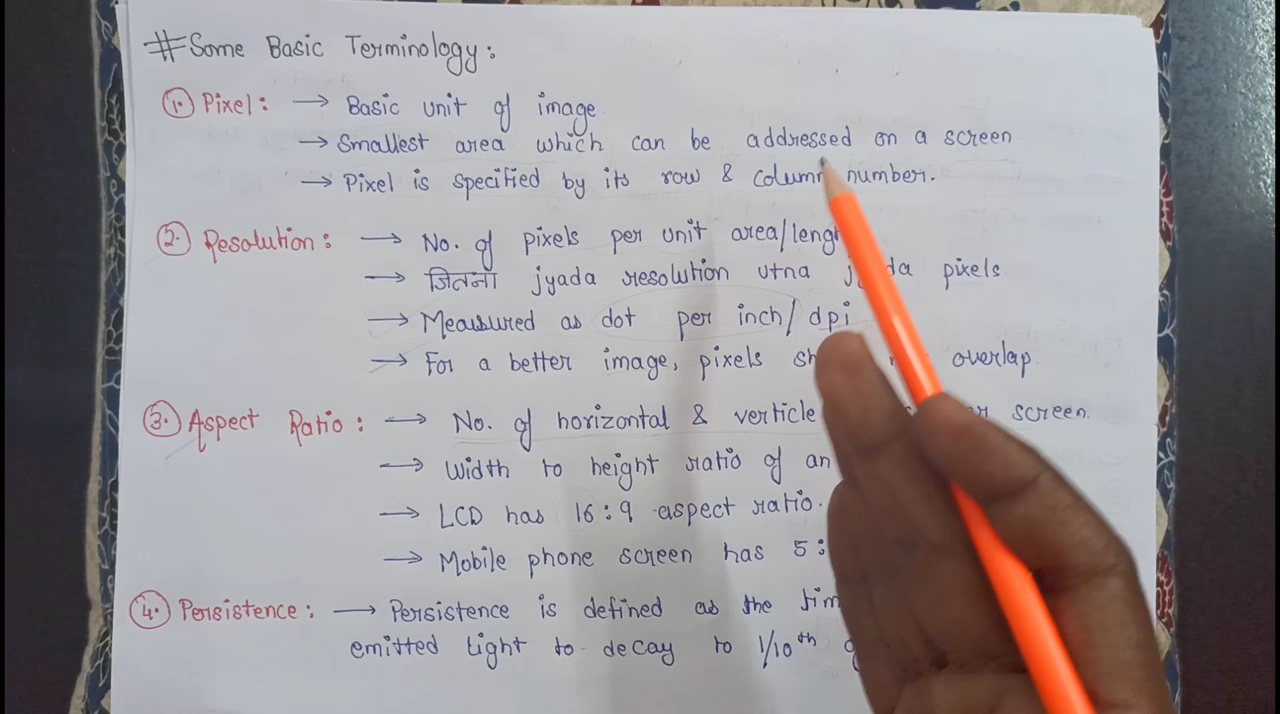 #Some Basic Terminology:
1. Pixel: → Basic unit of image
→ Smallest area which can be addressed on a screen
→ Pixel is specified by its row & column number.
2. Resolution: → No. of pixels per unit area/
→ जितना jyada resolution utna pixels
→ Measured as dot per inch/dpi
→ For a better image, pixels overlap
3. Aspect Ratio: → No. of horizontal & verticle screen.
→ Width to height ratio of an
→ LCD has 16:9 aspect ratio.
→ Mobile phone screen has 5:
4. Persistence: → Persistence is defined as the
emitted light to decay to 1/10th